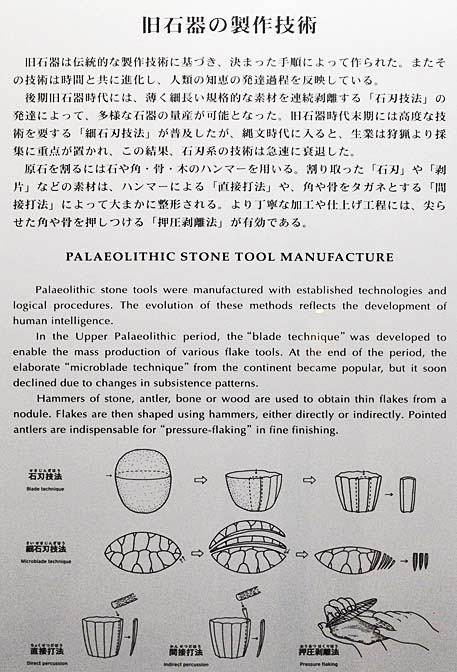 旧石器の製作技術
旧石器は伝統的な製作技術に基づき、決まった手順によって作られた。またそ
の技術は時間と共に進化し、人類の知恵の発達過程を反映している。
後期旧石器時代には、薄く細長い規格的な素材を連続剥離する「石刃技法」の
発達によって、多様な石器の量産が可能となった。旧石器時代末期には高度な技
術を要する「細石刃技法」が普及したが、縄文時代に入ると、生業は狩猟より採
集に重点が置かれ、この結果、石刃系の技術は急速に衰退した。
原石を割るには石や角・骨・木のハンマーを用いる。割り取った「石刃」や「剥
片」などの素材は、ハンマーによる「直接打法」や、角や骨をタガネとする「間
接打法」によって大まかに整形される。より丁寧な加工や仕上げ工程には、尖ら
せた角や骨を押しつける「押圧剥離法」が有効である。
PALAEOLITHIC STONE TOOL MANUFACTURE
Palaeolithic stone tools were manufactured with established technologies and
logical procedures. The evolution of these methods reflects the development of
human intelligence.
In the Upper Palaeolithic period, the “blade technique” was developed to
enable the mass production of various flake tools. At the end of the period, the
elaborate “microblade technique” from the continent became popular, but it soon
declined due to changes in subsistence patterns.
Hammers of stone, antler, bone or wood are used to obtain thin flakes from a
nodule. Flakes are then shaped using hammers, either directly or indirectly. Pointed
antlers are indispensable for “pressure-flaking” in fine finishing.
せきじんぎほう
石刃技法
Blade technique
さいせきじんぎほう
細石刃技法
Microblade technique
ちょくせつだほう
直接打法
Direct percussion
かんせつだほう
間接打法
Indirect percussion
おうあつはくりほう
押圧剥離法
Pressure flaking